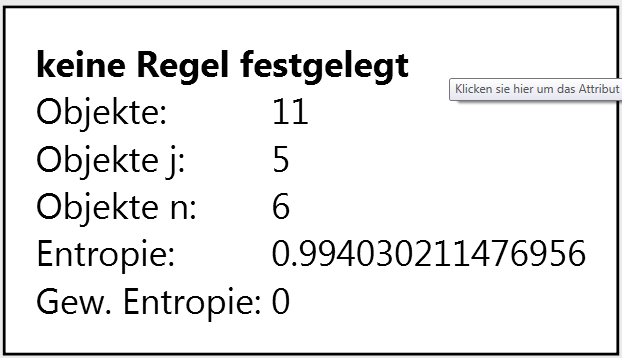 keine Regel festgelegt
Klicken sie hier um das Attribut
Objekte: 11
Objekte j: 5
Objekte n: 6
Entropie: 0.994030211476956
Gew. Entropie: 0